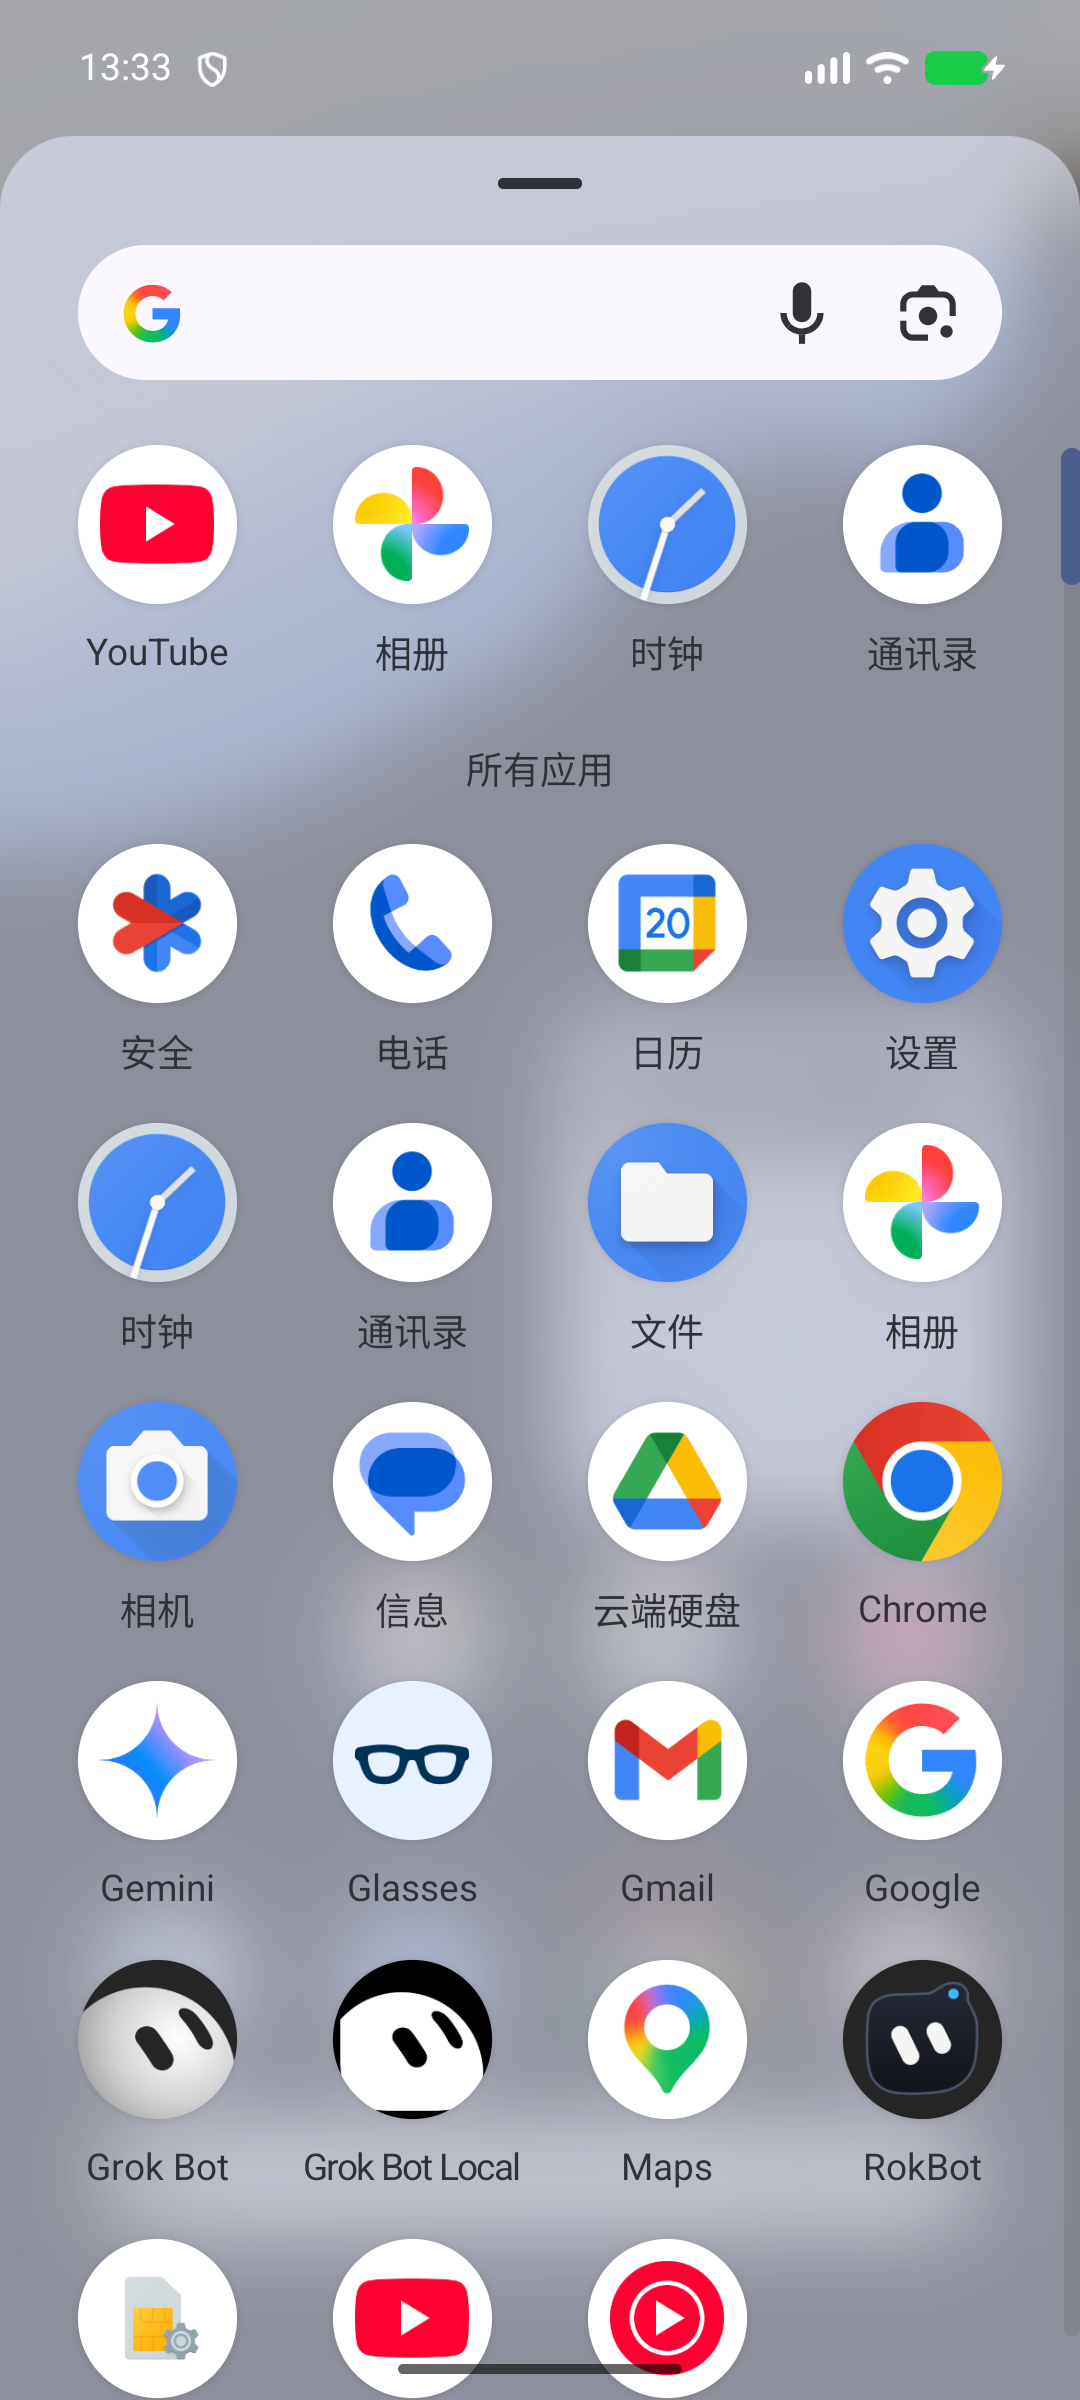 13:33
YouTube
相册
时钟
通讯录
所有应用
安全
电话
20
日历
设置
时钟
通讯录
文件
相册
相机
信息
云端硬盘
Chrome
Gemini
Glasses
Gmail
Google
Grok Bot
Grok Bot Local
Maps
RokBot